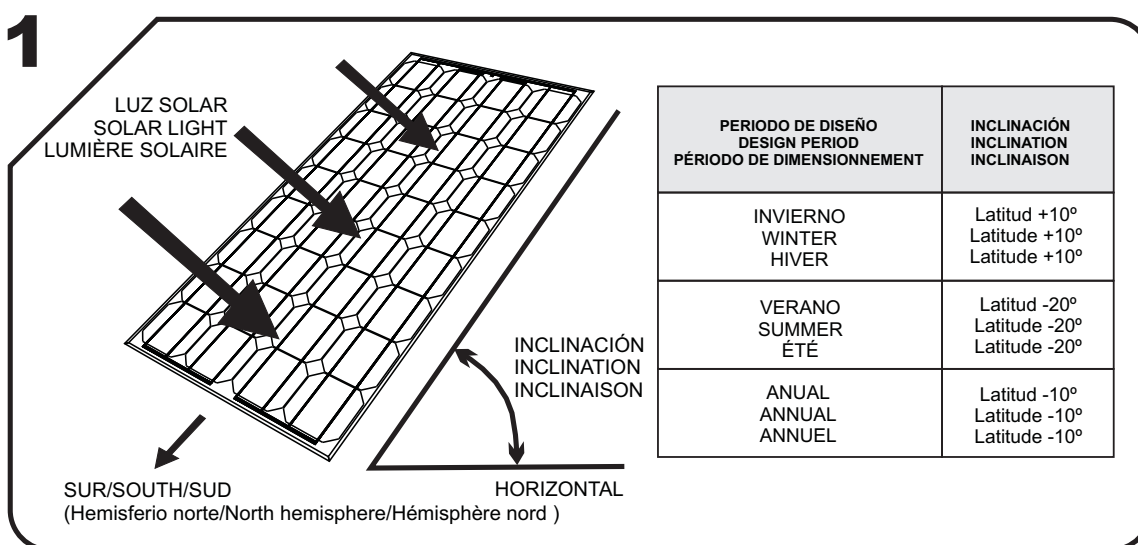 1
LUZ SOLAR
SOLAR LIGHT
LUMIÈRE SOLAIRE
INCLINACIÓN
INCLINATION
INCLINAISON
HORIZONTAL
SUR/SOUTH/SUD
(Hemisferio norte/North hemisphere/Hémisphère nord )
PERIODO DE DISEÑO
DESIGN PERIOD
PÉRIODO DE DIMENSIONNEMENT
INCLINACIÓN
INCLINATION
INCLINAISON
INVIERNO
WINTER
HIVER
Latitud +10º
Latitude +10º
Latitude +10º
VERANO
SUMMER
ÉTÉ
Latitud -20º
Latitude -20º
Latitude -20º
ANUAL
ANNUAL
ANNUEL
Latitud -10º
Latitude -10º
Latitude -10º